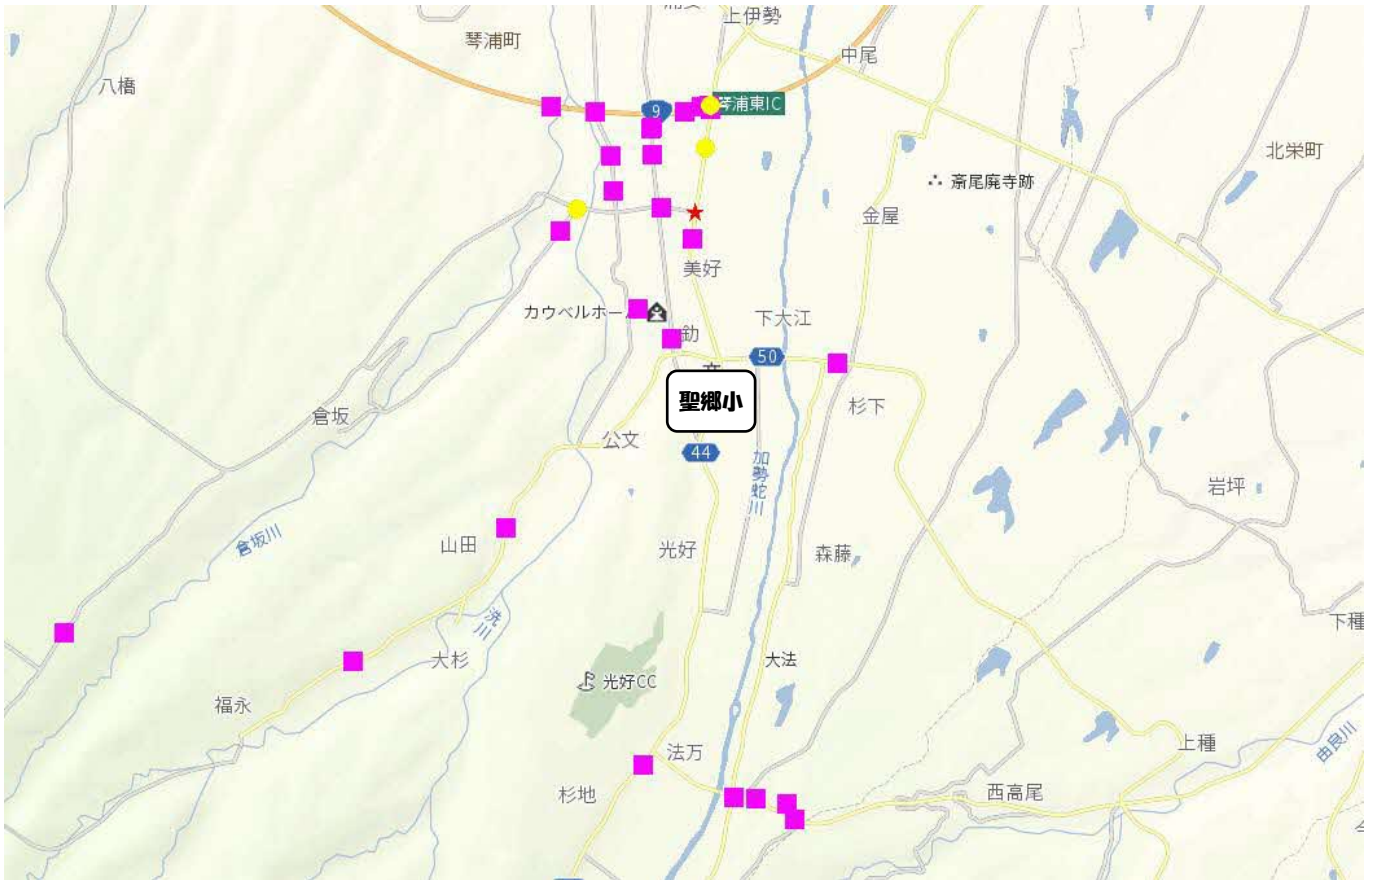 上伊勢
琴浦町
中尾
八橋
琴浦東IC
9
北栄町
斎尾廃寺跡
金屋
美好
カウベルホー
下大江
釛
50
聖郷小
杉下
倉坂
公文
44
加勢蛇川
岩坪
倉坂川
山田
光好
森藤
洗川
下種
大杉
大法
光好CC
福永
法万
上種
由良川
杉地
西高尾